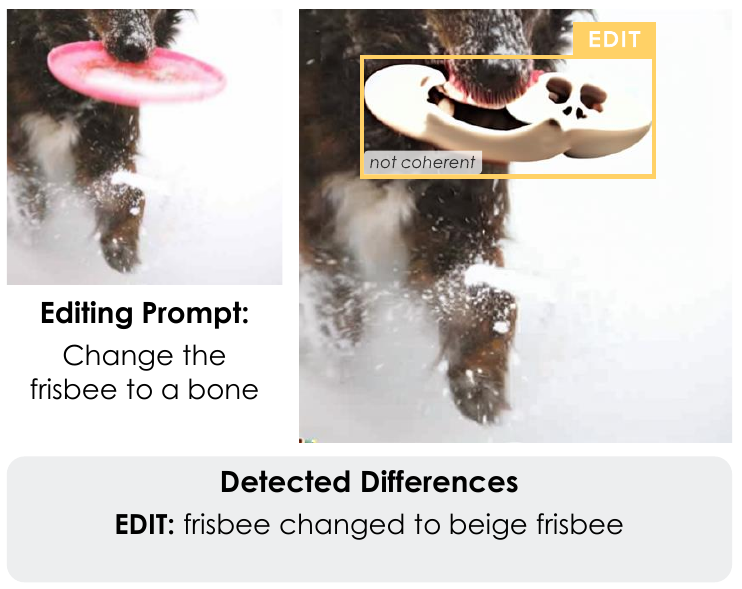 EDIT
not coherent
Editing Prompt:
Change the
frisbee to a bone
Detected Differences
EDIT: frisbee changed to beige frisbee